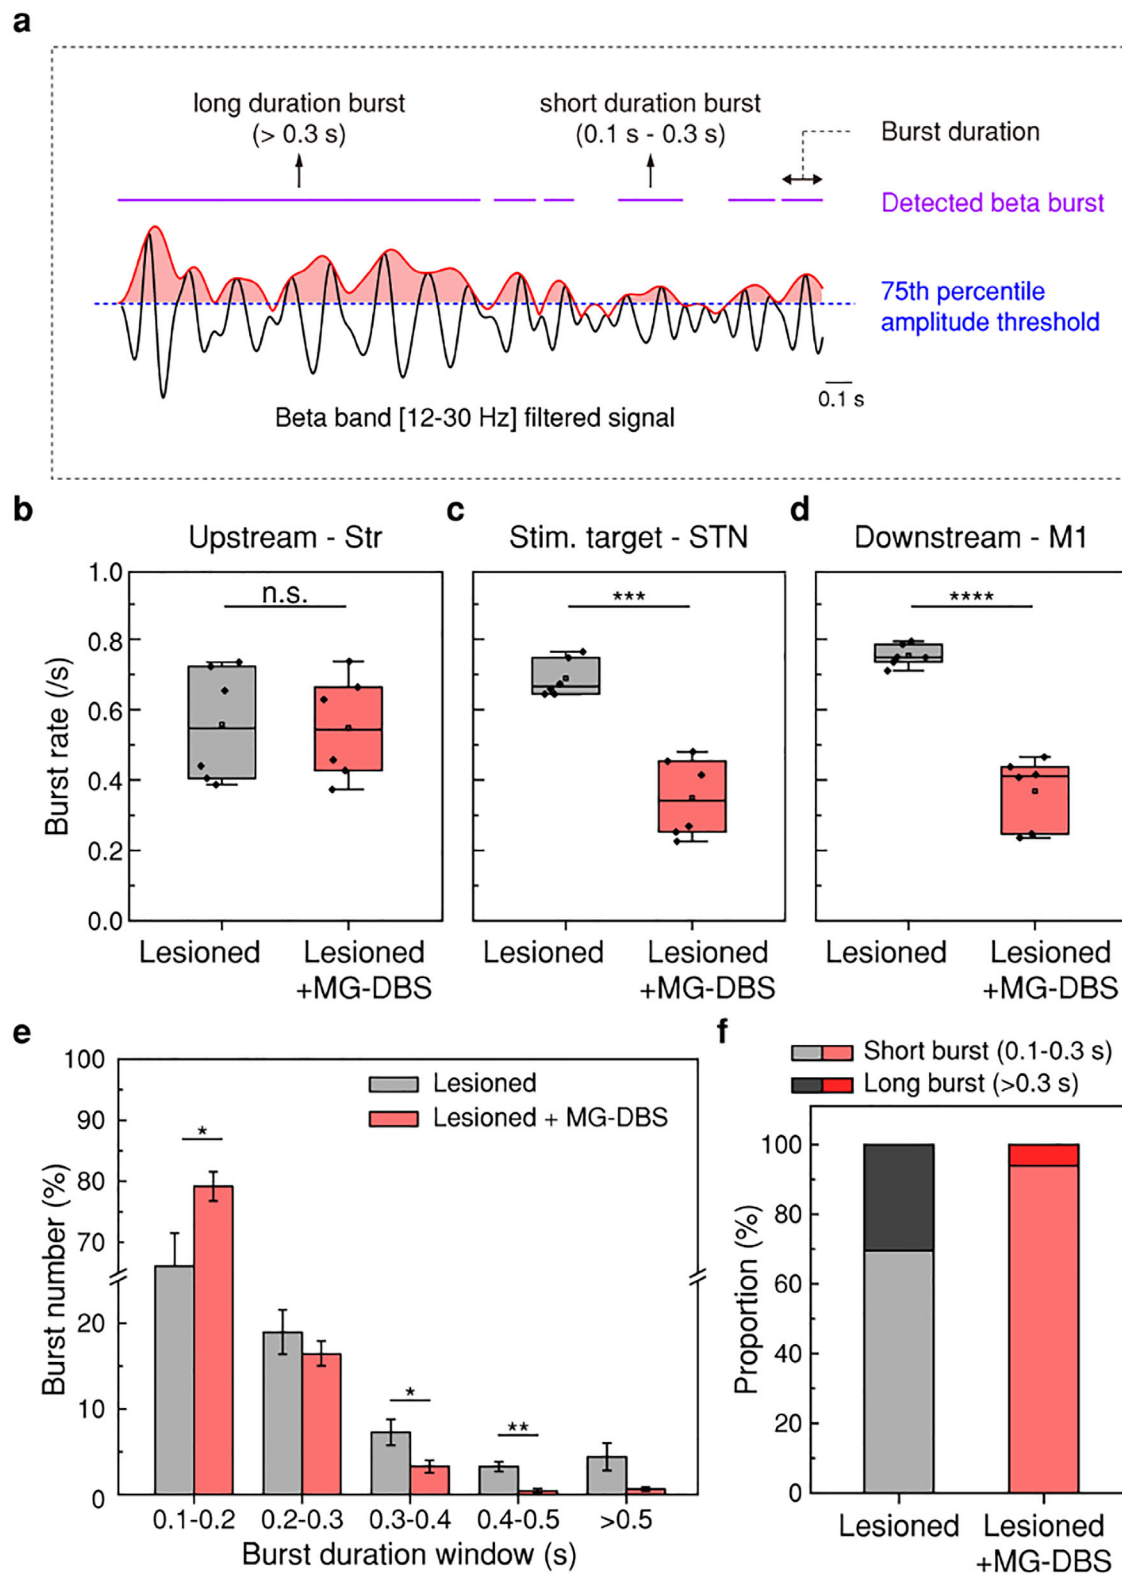 a
long duration burst
(> 0.3 s)
short duration burst
(0.1 s - 0.3 s)
Burst duration
Detected beta burst
75th percentile
amplitude threshold
0.1 s
Beta band [12-30 Hz] filtered signal
b
Upstream - Str
n.s.
Burst rate (/s)
1.0
0.8
0.6
0.4
0.2
0.0
Lesioned
Lesioned
+MG-DBS
c
Stim. target - STN
***
Lesioned
Lesioned
+MG-DBS
d
Downstream - M1
****
Lesioned
Lesioned
+MG-DBS
e
Burst number (%)
100
90
80
70
20
10
0
Lesioned
Lesioned + MG-DBS
*
*
**
0.1-0.2
0.2-0.3
0.3-0.4
0.4-0.5
>0.5
Burst duration window (s)
f
Short burst (0.1-0.3 s)
Long burst (>0.3 s)
Proportion (%)
100
80
60
40
20
0
Lesioned
Lesioned
+MG-DBS